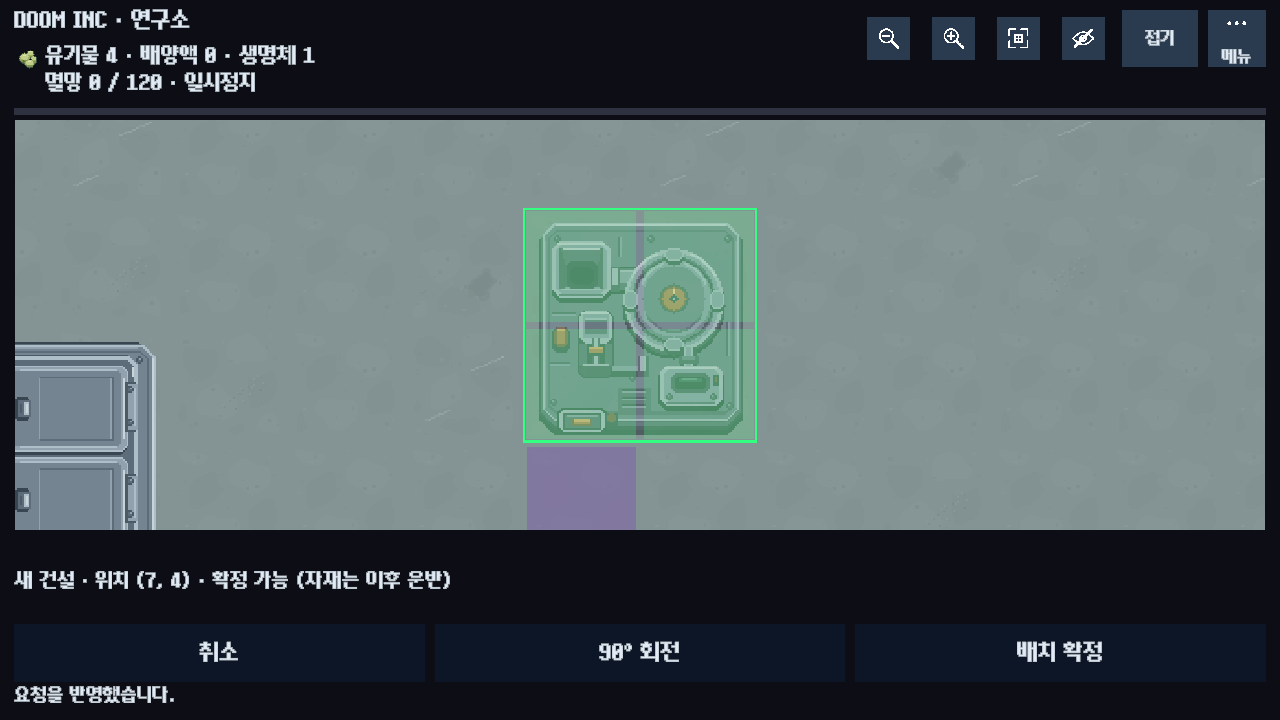 DOOM INC · 연구소
유기물 4 · 배양액 0 · 생명체 1
멸망 0 / 120 · 일시정지
접기
···
메뉴
새 건설 · 위치 (7, 4) · 확정 가능 (자재는 이후 운반)
취소
90° 회전
배치 확정
요청을 반영했습니다.